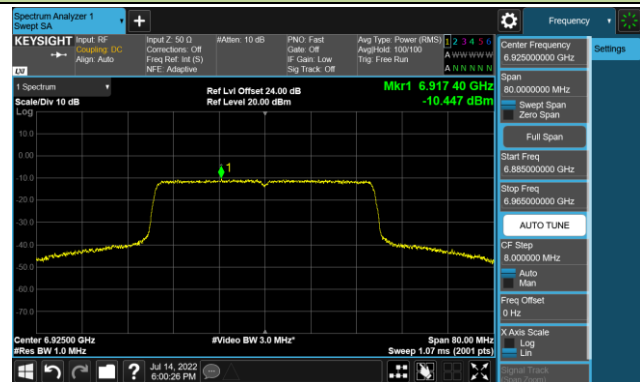 Spectrum Analyzer 1
Swept SA
Frequency
KEYSIGHT
Input: RF
Coupling: DC
Align: Auto
Input Z: 50 Ω
Corrections: Off
Freq Ref: Int (S)
NFE: Adaptive
#Atten: 10 dB
PNO: Fast
Gate: Off
IF Gain: Low
Sig Track: Off
Avg Type: Power (RMS)
Avg|Hold: 100/100
Trig: Free Run
1 2 3 4 5 6
A W W W W W
A N N N N N
LXI
1 Spectrum
Scale/Div 10 dB
Log
Ref Lvl Offset 24.00 dB
Ref Level 20.00 dBm
Mkr1 6.917 40 GHz
-10.447 dBm
10.0
0.00
-10.0
-20.0
-30.0
-40.0
-50.0
-60.0
-70.0
1
Center 6.92500 GHz
#Res BW 1.0 MHz
#Video BW 3.0 MHz*
Span 80.00 MHz
Sweep 1.07 ms (2001 pts)
Jul 14, 2022
6:00:26 PM
Center Frequency
6.925000000 GHz
Settings
Span
80.0000000 MHz
Swept Span
Zero Span
Full Span
Start Freq
6.885000000 GHz
Stop Freq
6.965000000 GHz
AUTO TUNE
CF Step
8.000000 MHz
Auto
Man
Freq Offset
0 Hz
X Axis Scale
Log
Lin
Signal Track
(Span Zoom)